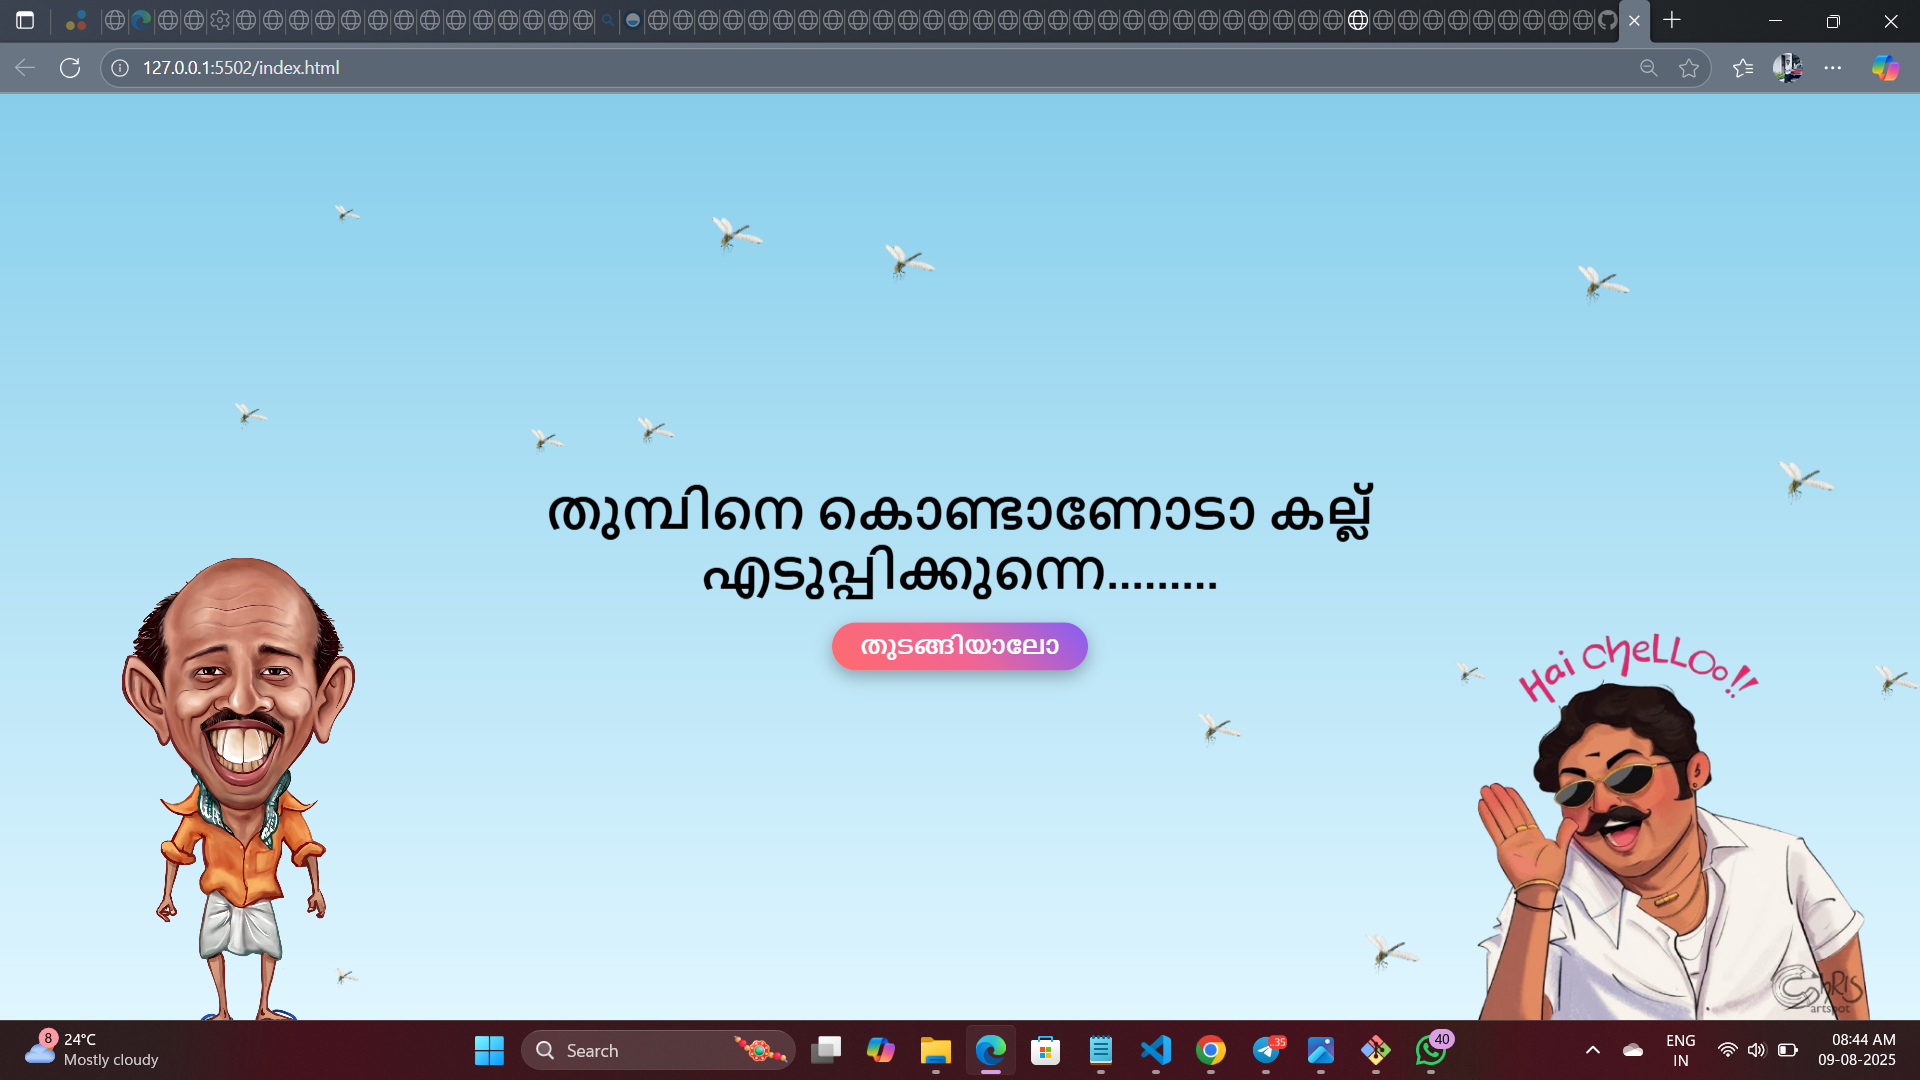 127.0.0.1:5502/index.html
തുമ്പിനെ കൊണ്ടാണോടാ കല്ല്
എടുപ്പിക്കുന്നെ.........
തുടങ്ങിയാലോ
Hai CheLLOo!!
ChRIS
artspot
8
24°C
Mostly cloudy
Search
35
40
ENG
IN
08:44 AM
09-08-2025